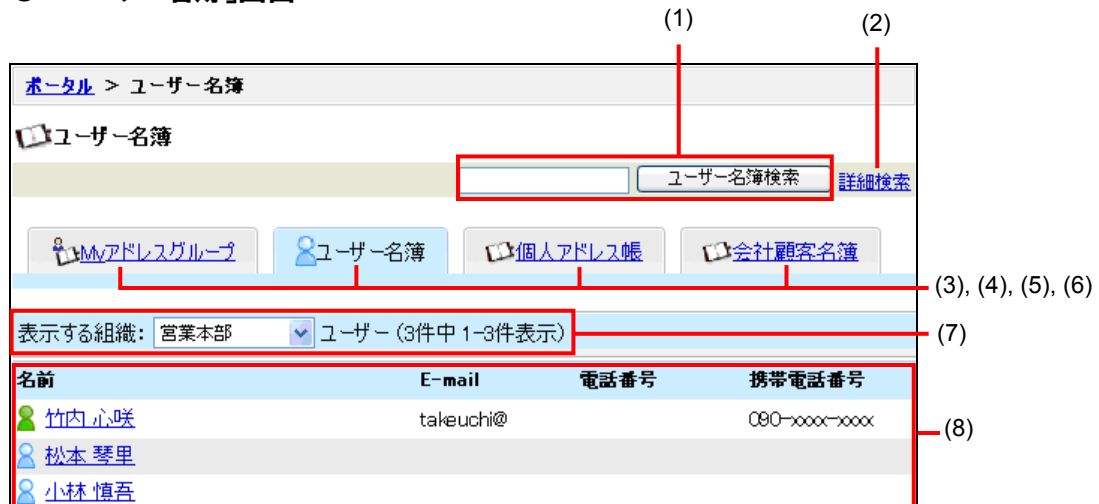 (1)
(2)
ポータル > ユーザー名簿
ユーザー名簿
ユーザー名簿検索 詳細検索
Myアドレスグループ ユーザー名簿 個人アドレス帳 会社顧客名簿
(3), (4), (5), (6)
表示する組織: 営業本部 ユーザー (3件中 1-3件表示)
(7)
名前 E-mail 電話番号 携帯電話番号
竹内 心咲 takeuchi@ 090-xxxx-xxxx
(8)
松本 琴里
小林 慎吾